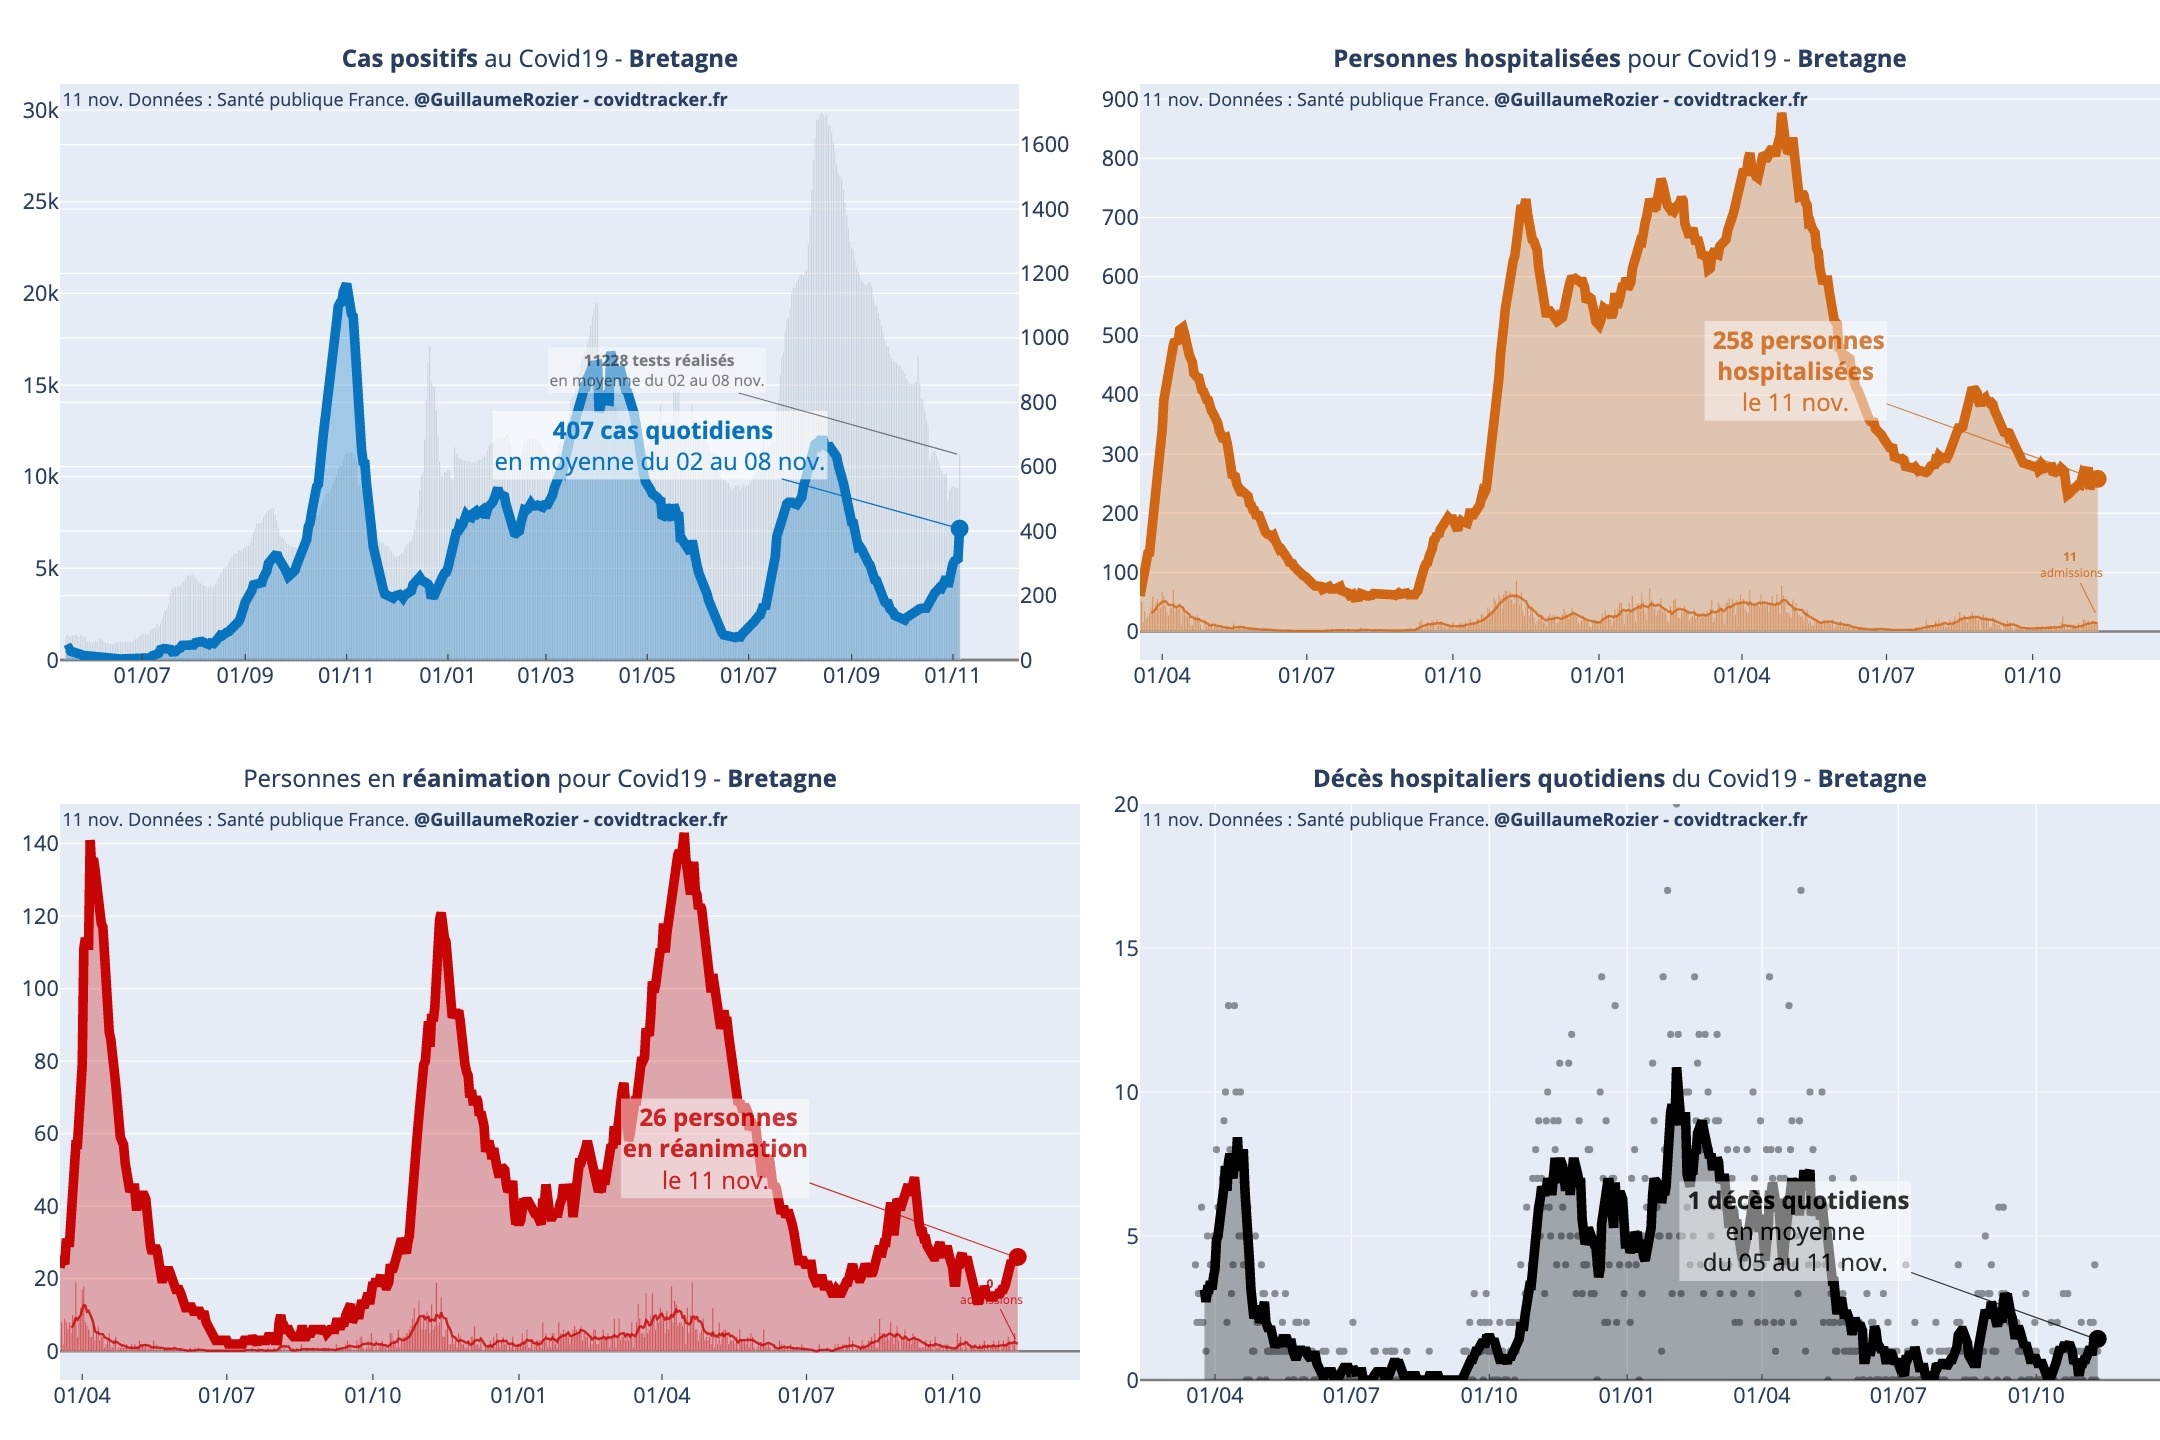 Cas positifs au Covid19 - Bretagne
11 nov. Données : Santé publique France. @GuillaumeRozier - covidtracker.fr
30k
25k
20k
15k
10k
5k
0
1600
1400
1200
1000
800
600
400
200
0
11228 tests réalisés
en moyenne du 02 au 08 nov.
407 cas quotidiens
en moyenne du 02 au 08 nov.
01/07 01/09 01/11 01/01 01/03 01/05 01/07 01/09 01/11
Personnes hospitalisées pour Covid19 - Bretagne
11 nov. Données : Santé publique France. @GuillaumeRozier - covidtracker.fr
900
800
700
600
500
400
300
200
100
0
258 personnes
hospitalisées
le 11 nov.
11
admissions
01/04 01/07 01/10 01/01 01/04 01/07 01/10
Personnes en réanimation pour Covid19 - Bretagne
11 nov. Données : Santé publique France. @GuillaumeRozier - covidtracker.fr
140
120
100
80
60
40
20
0
26 personnes
en réanimation
le 11 nov.
0
admissions
01/04 01/07 01/10 01/01 01/04 01/07 01/10
Décès hospitaliers quotidiens du Covid19 - Bretagne
11 nov. Données : Santé publique France. @GuillaumeRozier - covidtracker.fr
20
15
10
5
0
1 décès quotidiens
en moyenne
du 05 au 11 nov.
01/04 01/07 01/10 01/01 01/04 01/07 01/10